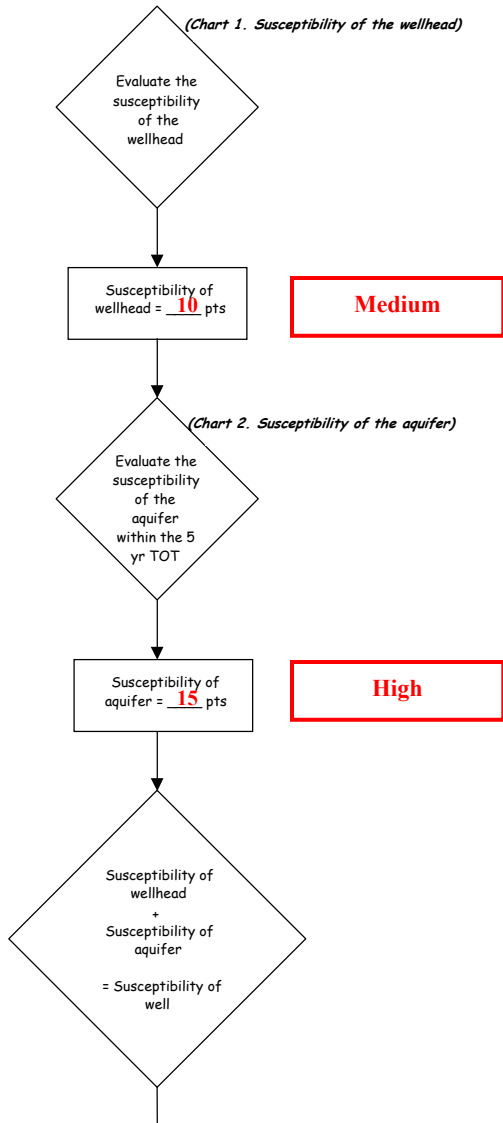 (Chart 1. Susceptibility of the wellhead)
Evaluate the
susceptibility
of the
wellhead
Susceptibility of
wellhead = 10 pts
Medium
(Chart 2. Susceptibility of the aquifer)
Evaluate the
susceptibility
of the
aquifer
within the 5
yr TOT
Susceptibility of
aquifer = 15 pts
High
Susceptibility of
wellhead
+
Susceptibility of
aquifer
= Susceptibility of
well